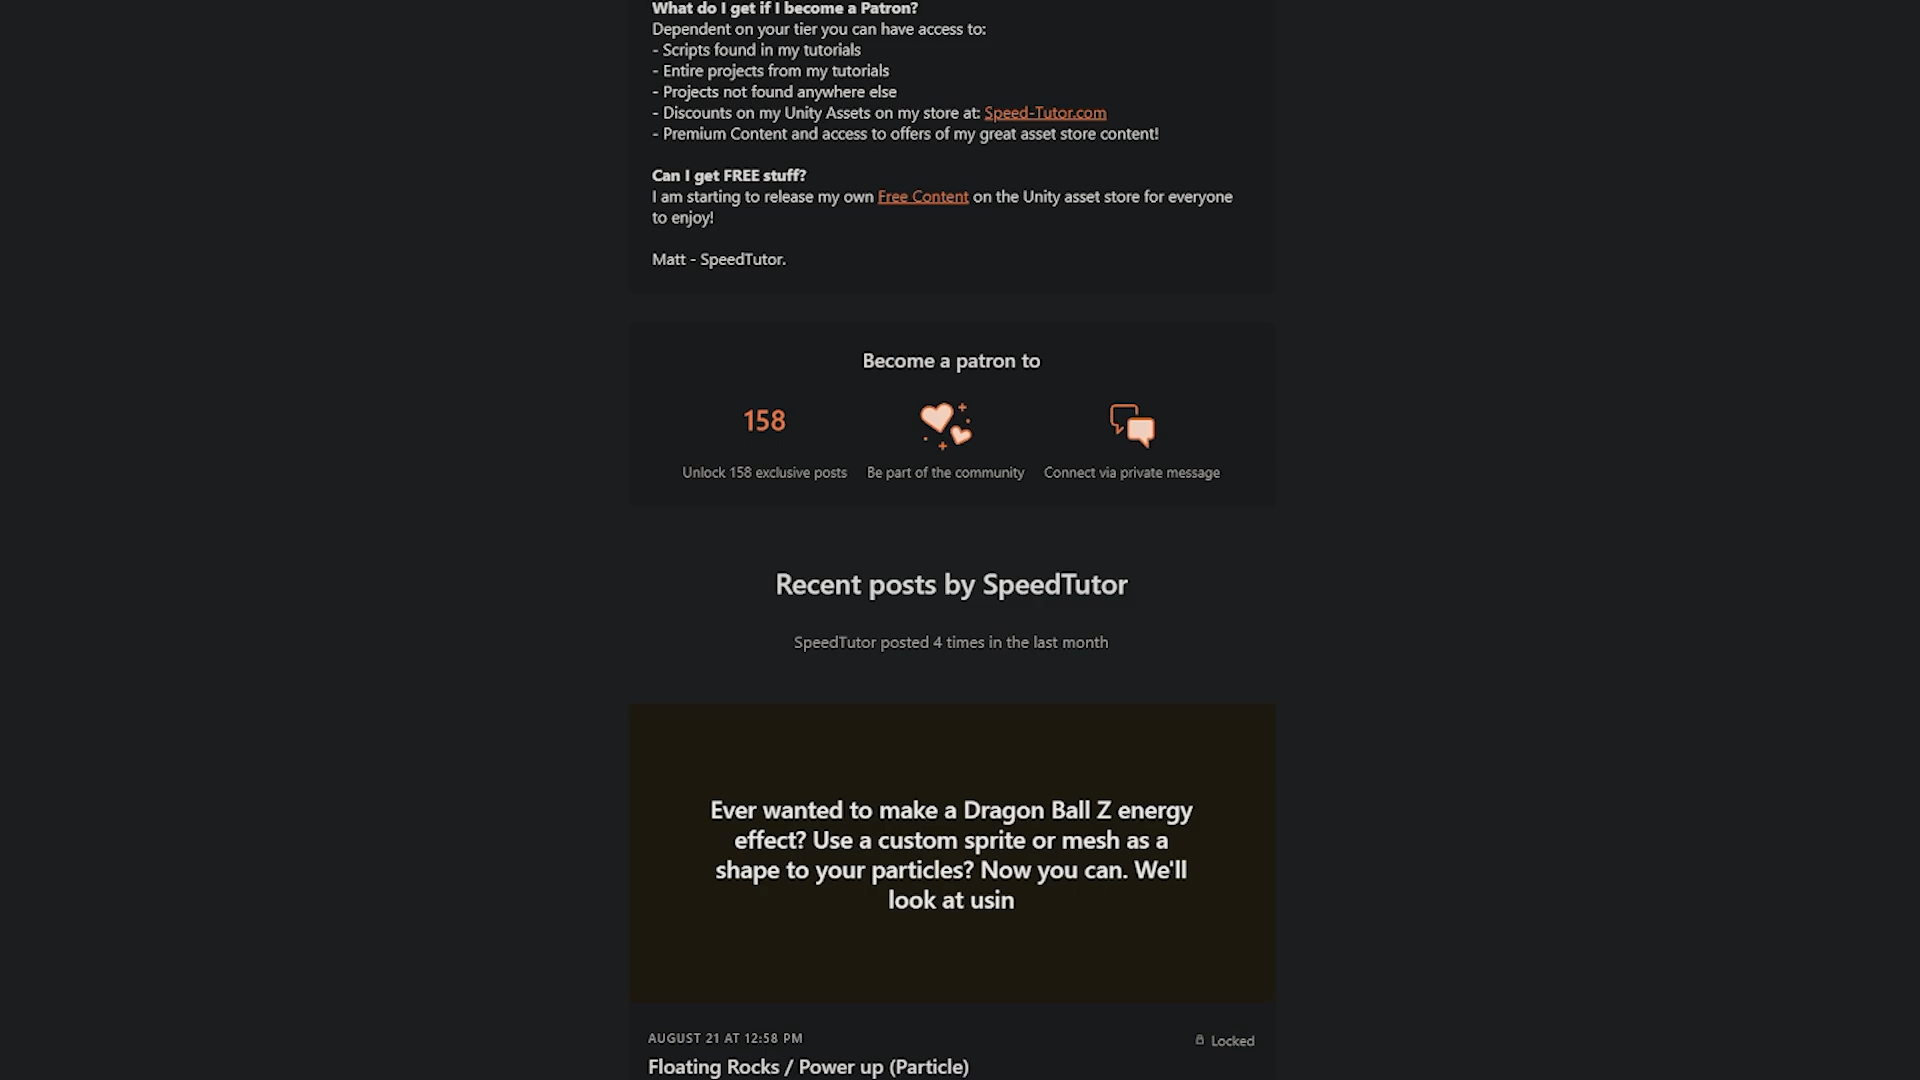 What do I get if I become a Patron?
Dependent on your tier you can have access to:
- Scripts found in my tutorials
- Entire projects from my tutorials
- Projects not found anywhere else
- Discounts on my Unity Assets on my store at: Speed-Tutor.com
- Premium Content and access to offers of my great asset store content!
Can I get FREE stuff?
I am starting to release my own Free Content on the Unity asset store for everyone
to enjoy!
Matt - SpeedTutor.
Become a patron to
158
Unlock 158 exclusive posts
Be part of the community
Connect via private message
Recent posts by SpeedTutor
SpeedTutor posted 4 times in the last month
Ever wanted to make a Dragon Ball Z energy
effect? Use a custom sprite or mesh as a
shape to your particles? Now you can. We'll
look at usin
AUGUST 21 AT 12:58 PM
Locked
Floating Rocks / Power up (Particle)